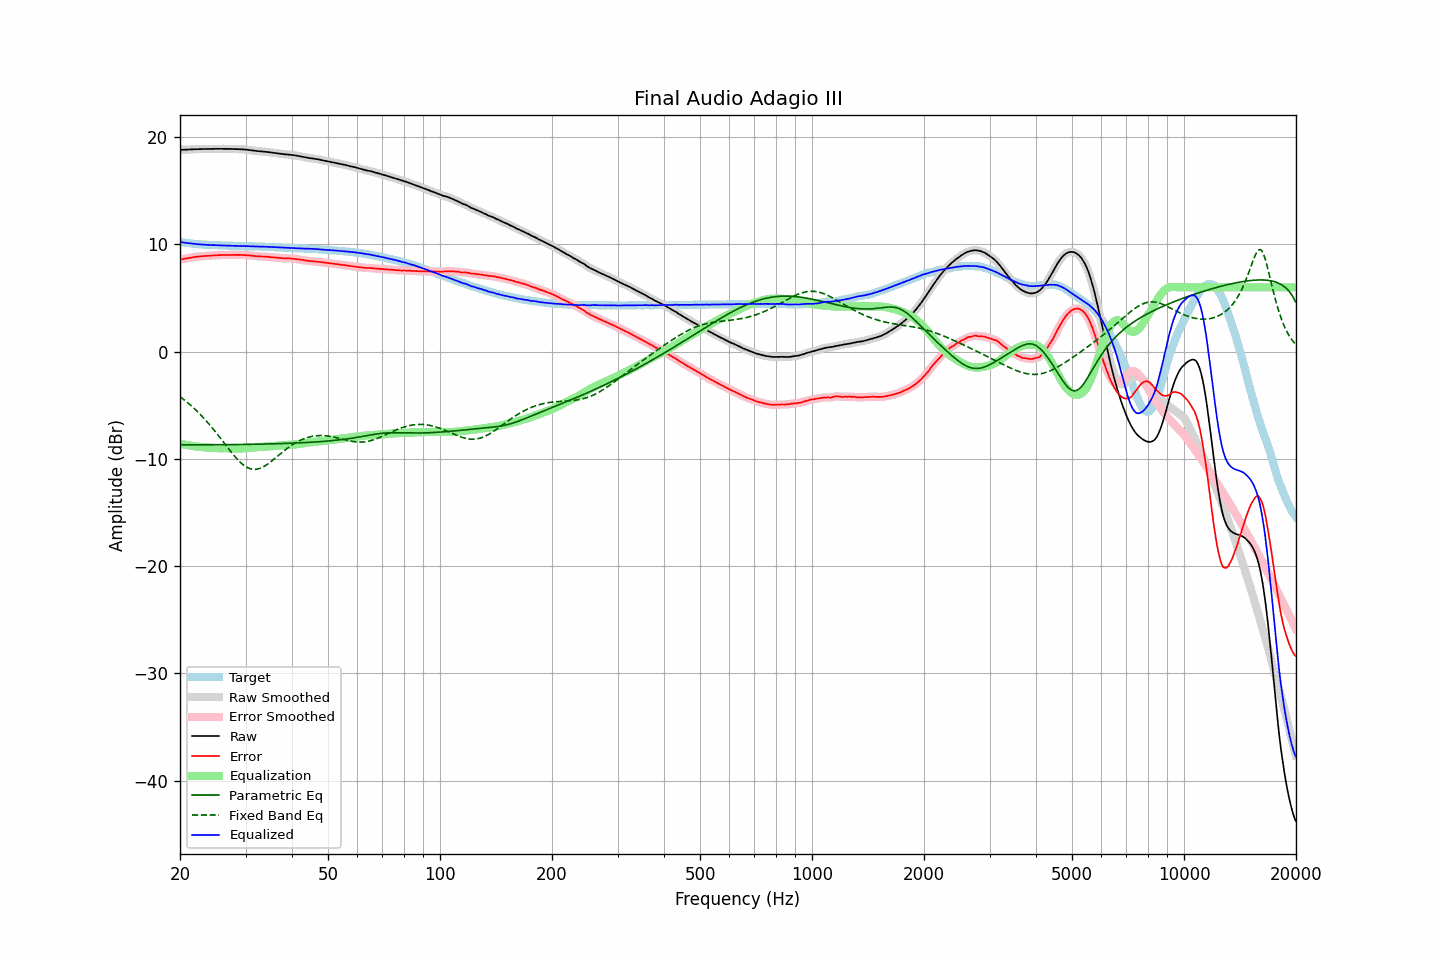 Final Audio Adagio III
Amplitude (dBr)
20
10
0
−10
−20
−30
−40
Target
Raw Smoothed
Error Smoothed
Raw
Error
Equalization
Parametric Eq
Fixed Band Eq
Equalized
20 50 100 200 500 1000 2000 5000 10000 20000
Frequency (Hz)